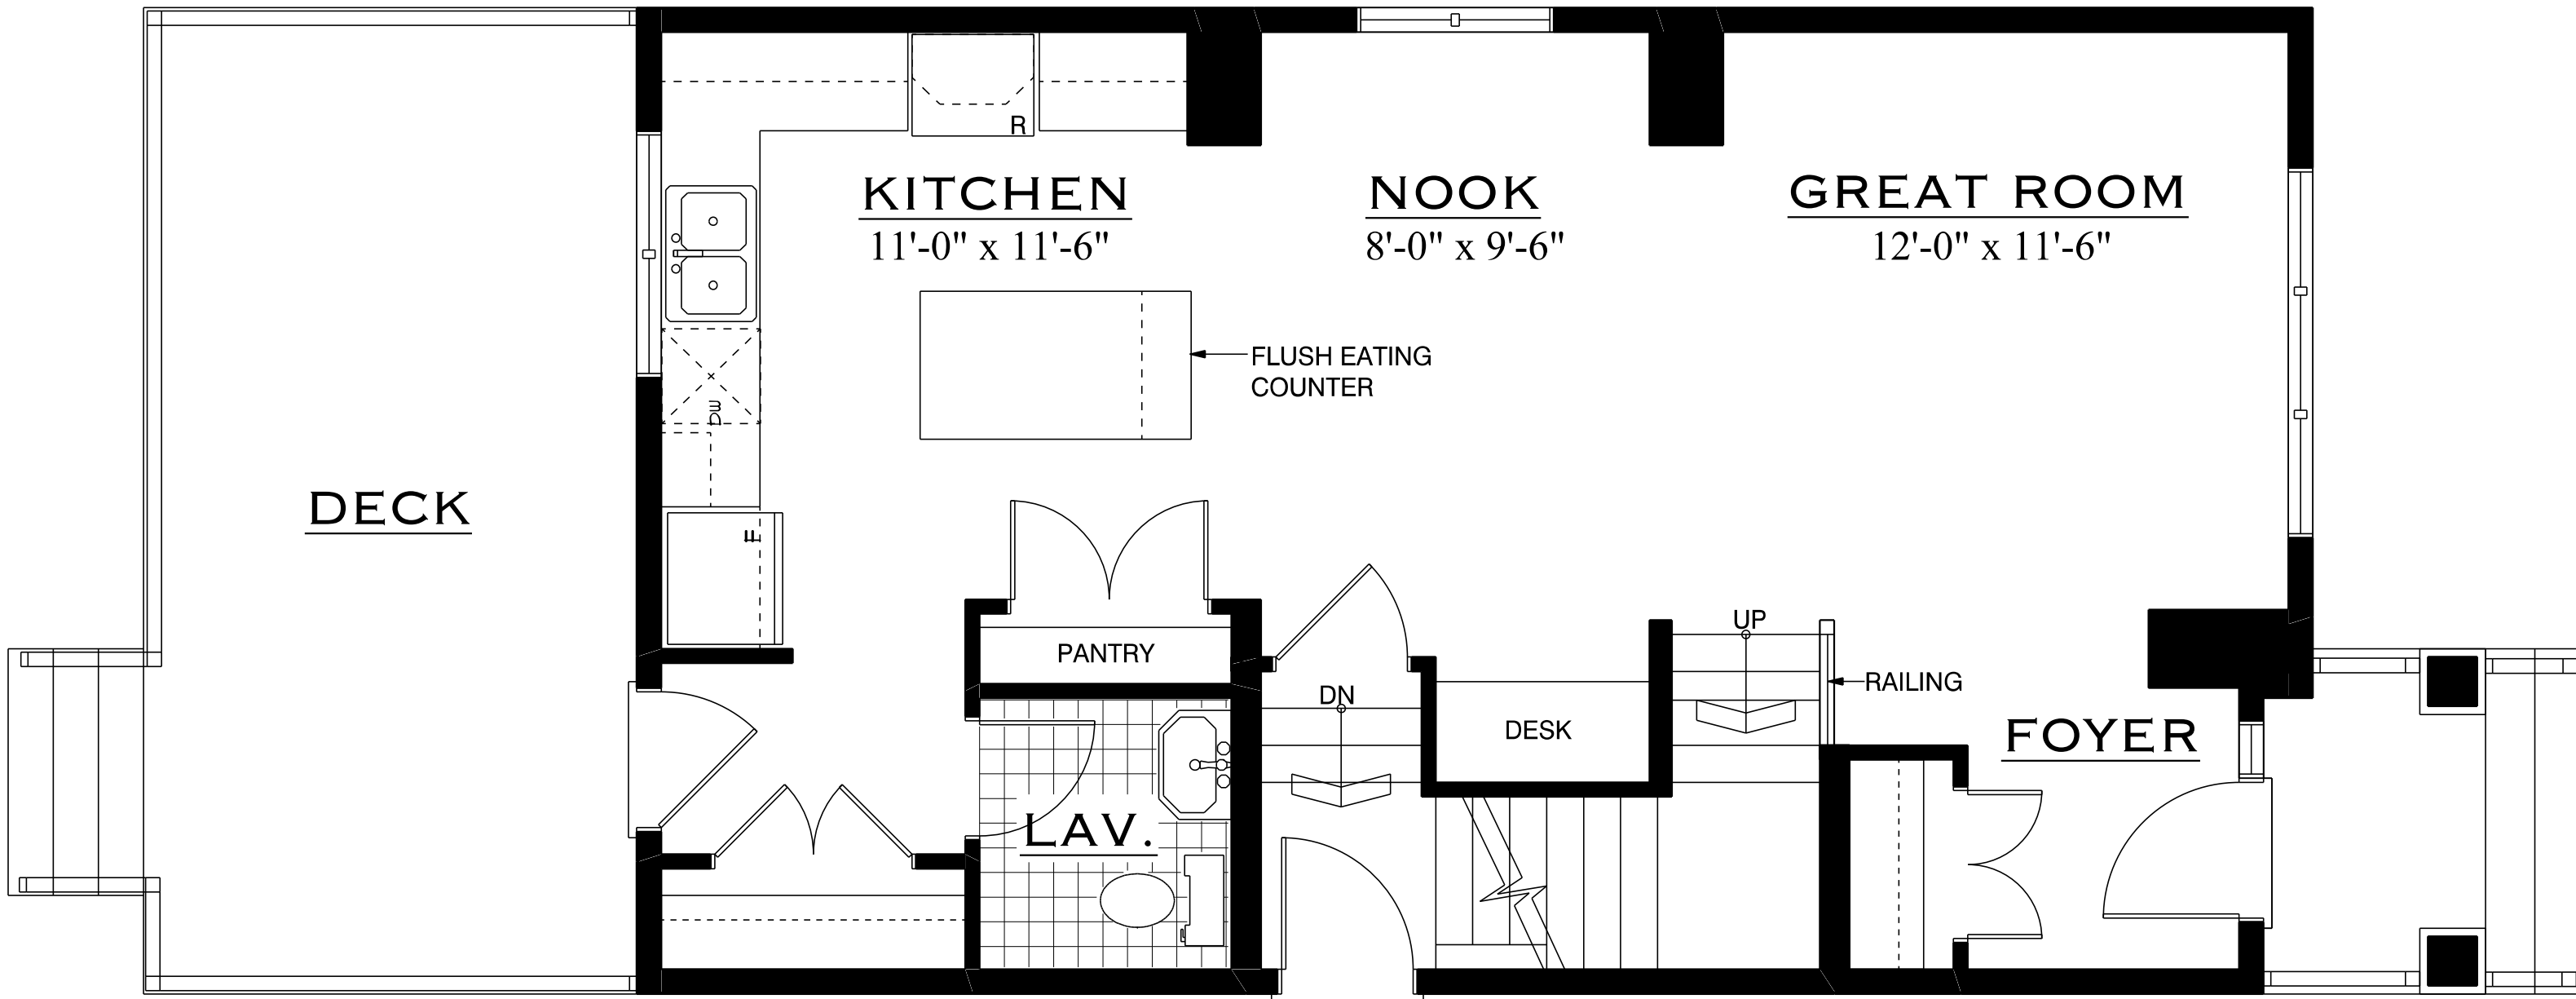 R
KITCHEN
11'-0" x 11'-6"
NOOK
8'-0" x 9'-6"
GREAT ROOM
12'-0" x 11'-6"
FLUSH EATING
COUNTER
DW
DECK
F
PANTRY
UP
RAILING
DN
DESK
FOYER
LAV.